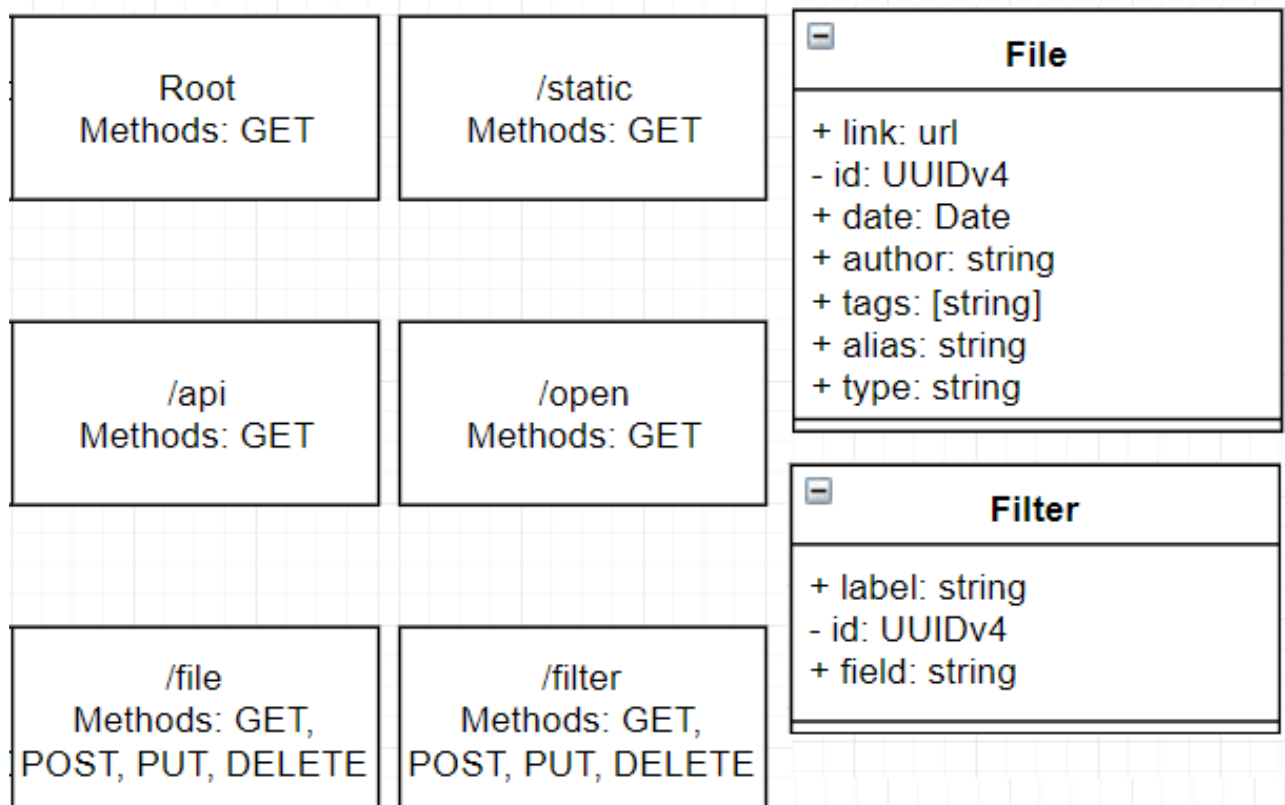 Root
Methods: GET
/static
Methods: GET
/api
Methods: GET
/open
Methods: GET
/file
Methods: GET,
POST, PUT, DELETE
/filter
Methods: GET,
POST, PUT, DELETE
File
+ link: url
- id: UUIDv4
+ date: Date
+ author: string
+ tags: [string]
+ alias: string
+ type: string
Filter
+ label: string
- id: UUIDv4
+ field: string